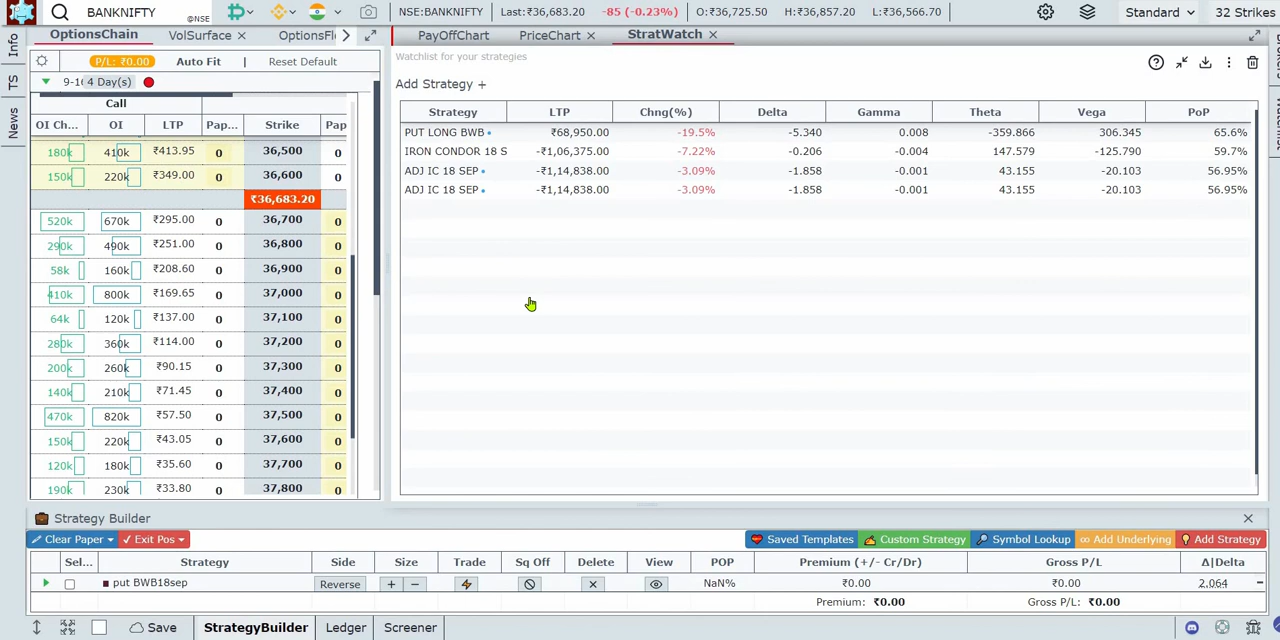 BANKNIFTY @NSE NSE:BANKNIFTY Last:₹36,683.20 -85 (-0.23%) O:₹36,725.50 H:₹36,857.20 L:₹36,566.70 Standard 32 Strikes
Info
TS
News
OptionsChain VolSurface × OptionsFl
P/L: ₹0.00 Auto Fit | Reset Default
9-16 4 Day(s)
Call
OI Ch... OI LTP Pap... Strike Pap
180k 410k ₹413.95 0 36,500 0
150k 220k ₹349.00 0 36,600 0
₹36,683.20
520k 670k ₹295.00 0 36,700 0
290k 490k ₹251.00 0 36,800 0
58k 160k ₹208.60 0 36,900 0
410k 800k ₹169.65 0 37,000 0
64k 120k ₹137.00 0 37,100 0
280k 360k ₹114.00 0 37,200 0
200k 260k ₹90.15 0 37,300 0
140k 210k ₹71.45 0 37,400 0
470k 820k ₹57.50 0 37,500 0
150k 220k ₹43.05 0 37,600 0
120k 180k ₹35.60 0 37,700 0
190k 230k ₹33.80 0 37,800 0
PayOffChart PriceChart × StratWatch ×
Watchlist for your strategies
Add Strategy +
Strategy LTP Chng(%) Delta Gamma Theta Vega PoP
PUT LONG BWB ₹68,950.00 -19.5% -5.340 0.008 -359.866 306.345 65.6%
IRON CONDOR 18 S -₹1,06,375.00 -7.22% -0.206 -0.004 147.579 -125.790 59.7%
ADJ IC 18 SEP -₹1,14,838.00 -3.09% -1.858 -0.001 43.155 -20.103 56.95%
ADJ IC 18 SEP -₹1,14,838.00 -3.09% -1.858 -0.001 43.155 -20.103 56.95%
Strategy Builder
Clear Paper Exit Pos Saved Templates Custom Strategy Symbol Lookup Add Underlying Add Strategy
Sel... Strategy Side Size Trade Sq Off Delete View POP Premium (+/- Cr/Dr) Gross P/L Δ|Delta
put BWB18sep Reverse + − NaN% ₹0.00 ₹0.00 2.064
Premium: ₹0.00 Gross P/L: ₹0.00
Save StrategyBuilder Ledger Screener